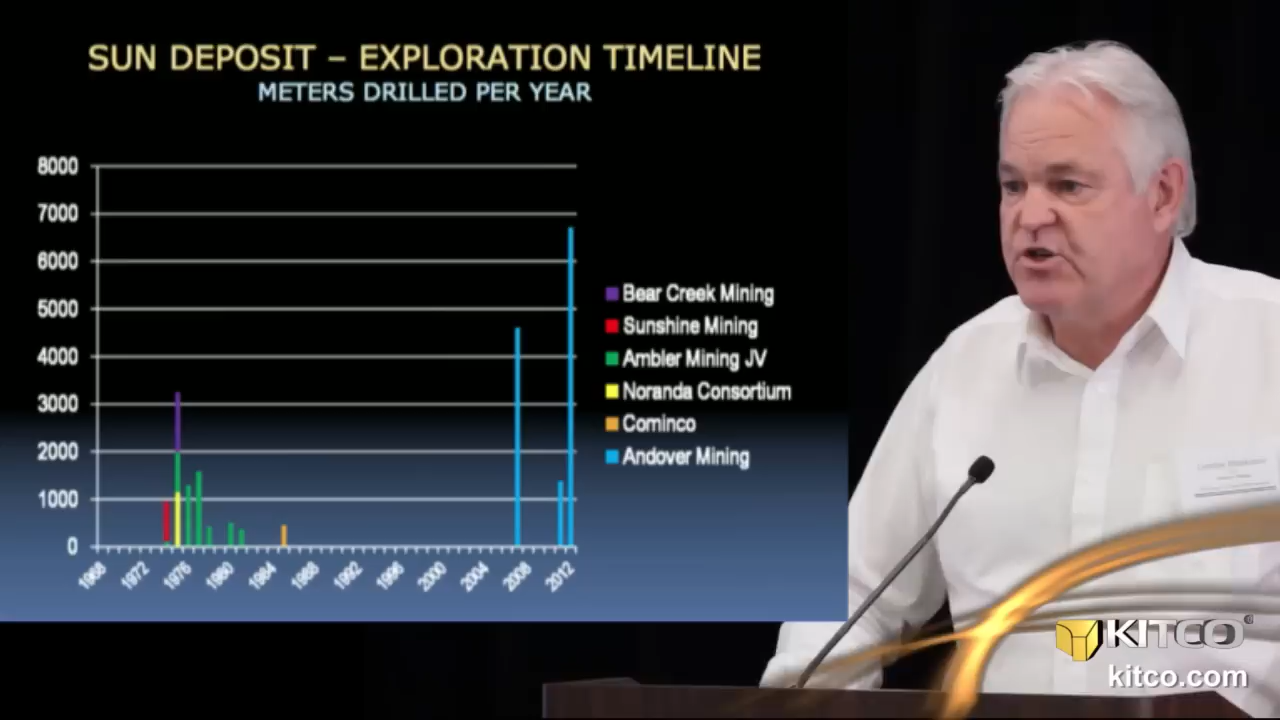 SUN DEPOSIT – EXPLORATION TIMELINE
METERS DRILLED PER YEAR
8000
7000
6000
5000
4000
3000
2000
1000
0
1968
1972
1976
1980
1984
1988
1992
1996
2000
2004
2008
2012
Bear Creek Mining
Sunshine Mining
Ambler Mining JV
Noranda Consortium
Cominco
Andover Mining
KITCO
kitco.com